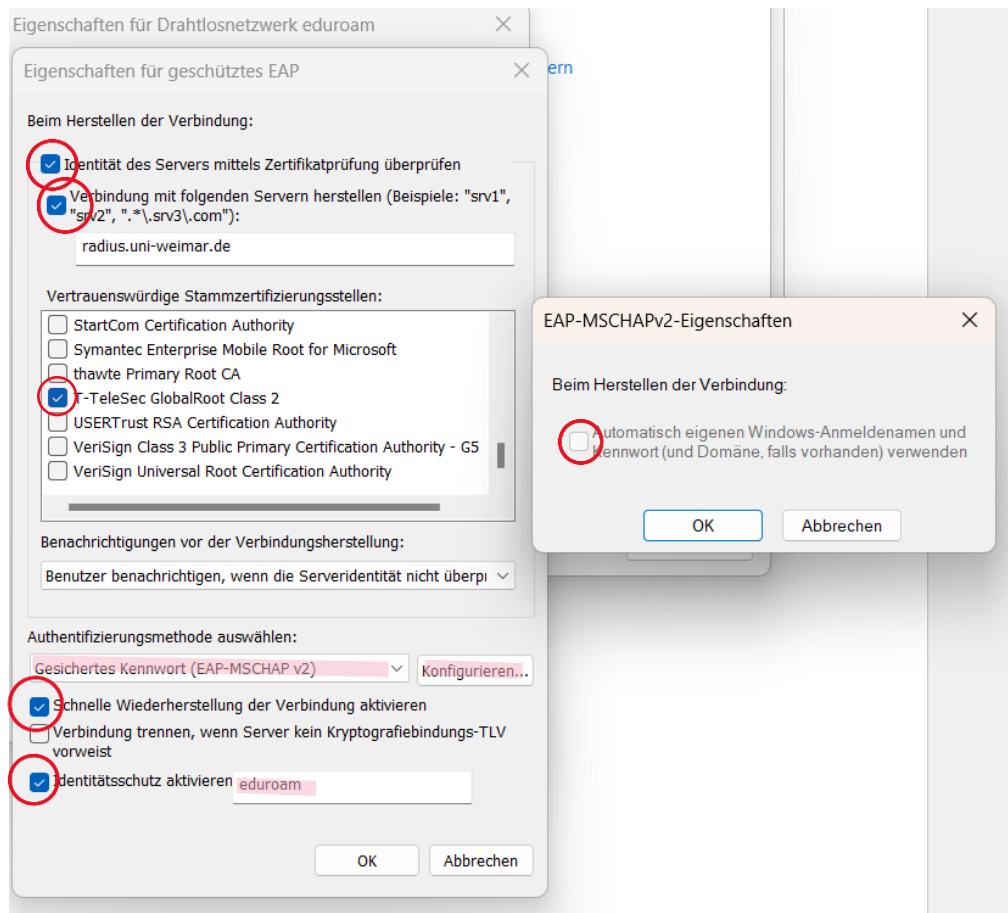 Eigenschaften für Drahtlosnetzwerk eduroam
Eigenschaften für geschütztes EAP
ern
Beim Herstellen der Verbindung:
Identität des Servers mittels Zertifikatprüfung überprüfen
Verbindung mit folgenden Servern herstellen (Beispiele: "srv1",
"srv2", ".*\.srv3\.com"):
radius.uni-weimar.de
Vertrauenswürdige Stammzertifizierungsstellen:
StartCom Certification Authority
Symantec Enterprise Mobile Root for Microsoft
thawte Primary Root CA
T-TeleSec GlobalRoot Class 2
USERTrust RSA Certification Authority
VeriSign Class 3 Public Primary Certification Authority - G5
VeriSign Universal Root Certification Authority
Benachrichtigungen vor der Verbindungsherstellung:
Benutzer benachrichtigen, wenn die Serveridentität nicht überpr
Authentifizierungsmethode auswählen:
Gesichertes Kennwort (EAP-MSCHAP v2)
Konfigurieren...
Schnelle Wiederherstellung der Verbindung aktivieren
Verbindung trennen, wenn Server kein Kryptografiebindungs-TLV
vorweist
Identitätsschutz aktivieren
eduroam
OK
Abbrechen
EAP-MSCHAPv2-Eigenschaften
Beim Herstellen der Verbindung:
Automatisch eigenen Windows-Anmeldenamen und
Kennwort (und Domäne, falls vorhanden) verwenden
OK
Abbrechen